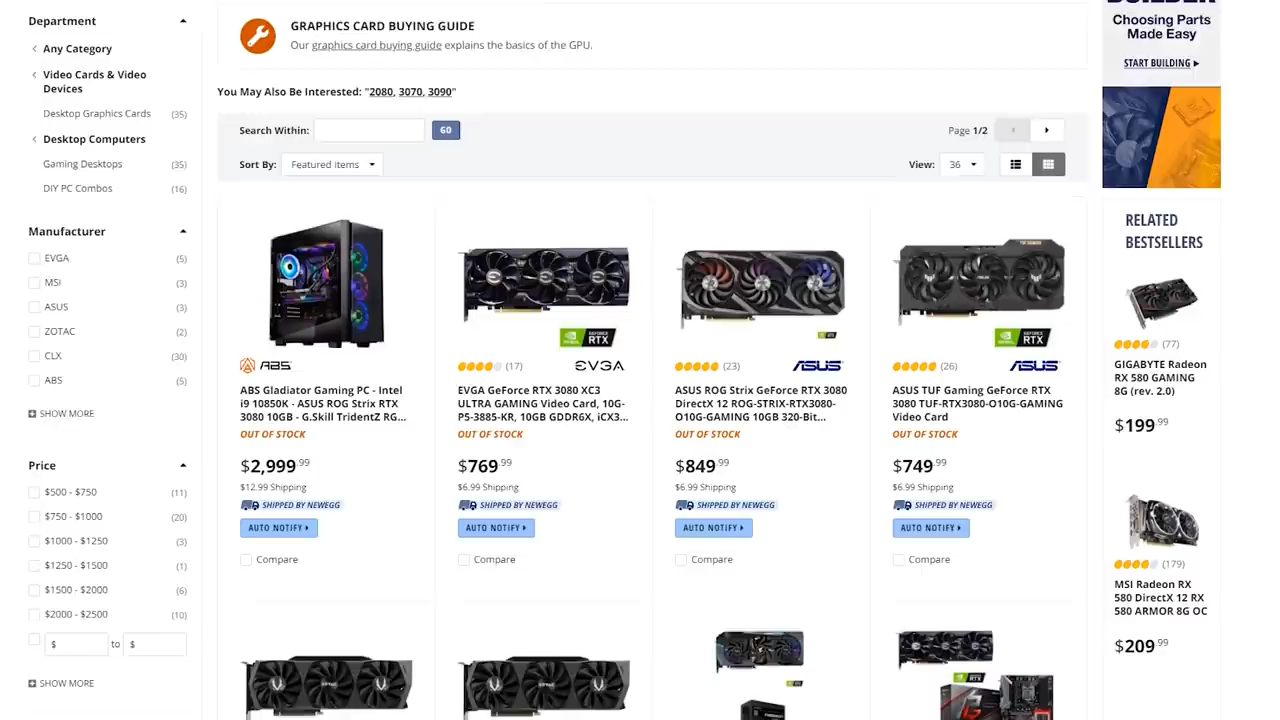 Department
Any Category
Video Cards & Video
Devices
Desktop Graphics Cards (35)
Desktop Computers
Gaming Desktops (35)
DIY PC Combos (16)
Manufacturer
EVGA (5)
MSI (3)
ASUS (3)
ZOTAC (2)
CLX (30)
ABS (5)
SHOW MORE
Price
$500 - $750 (11)
$750 - $1000 (20)
$1000 - $1250 (3)
$1250 - $1500 (1)
$1500 - $2000 (6)
$2000 - $2500 (10)
$ to $
SHOW MORE
GRAPHICS CARD BUYING GUIDE
Our graphics card buying guide explains the basics of the GPU.
You May Also Be Interested: "2080, 3070, 3090"
Search Within: GO Page 1/2
Sort By: Featured Items View: 36
ABS
ABS Gladiator Gaming PC - Intel
i9 10850K - ASUS ROG Strix RTX
3080 10GB - G.Skill TridentZ RG...
OUT OF STOCK
$2,999.99
$12.99 Shipping
SHIPPED BY NEWEGG
AUTO NOTIFY
Compare
GEFORCE
RTX
(17) EVGA
EVGA GeForce RTX 3080 XC3
ULTRA GAMING Video Card, 10G-
P5-3885-KR, 10GB GDDR6X, iCX3...
OUT OF STOCK
$769.99
$6.99 Shipping
SHIPPED BY NEWEGG
AUTO NOTIFY
Compare
(23) ASUS
ASUS ROG Strix GeForce RTX 3080
DirectX 12 ROG-STRIX-RTX3080-
O10G-GAMING 10GB 320-Bit...
OUT OF STOCK
$849.99
$6.99 Shipping
SHIPPED BY NEWEGG
AUTO NOTIFY
Compare
GEFORCE
RTX
(26) ASUS
ASUS TUF Gaming GeForce RTX
3080 TUF-RTX3080-O10G-GAMING
Video Card
OUT OF STOCK
$749.99
$6.99 Shipping
SHIPPED BY NEWEGG
AUTO NOTIFY
Compare
BUILDER
Choosing Parts
Made Easy
START BUILDING
RELATED
BESTSELLERS
(77)
GIGABYTE Radeon
RX 580 GAMING
8G (rev. 2.0)
$199.99
(179)
MSI Radeon RX
580 DirectX 12 RX
580 ARMOR 8G OC
$209.99